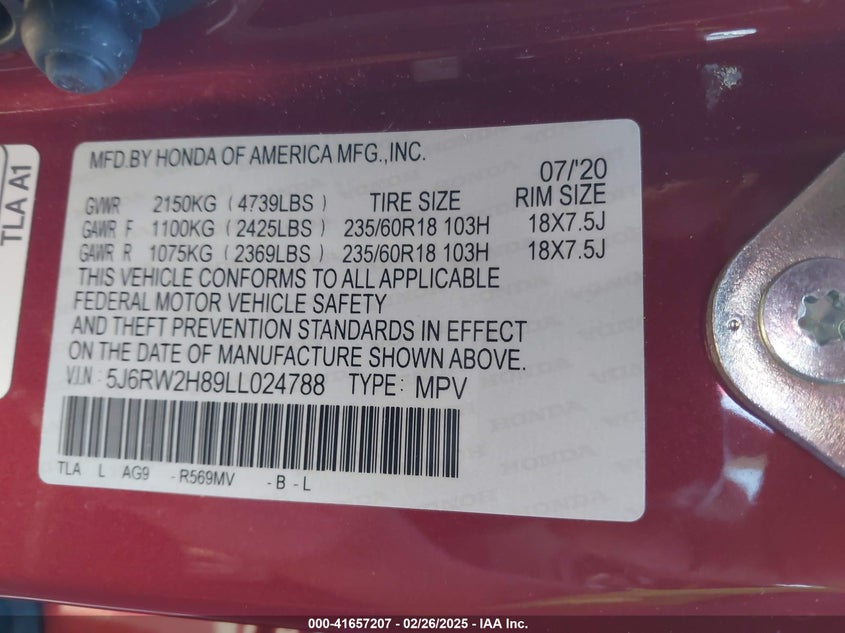 TLA A1
MFD.BY HONDA OF AMERICA MFG.,INC.
07/'20
GVWR 2150KG (4739LBS) TIRE SIZE RIM SIZE
GAWR F 1100KG (2425LBS) 235/60R18 103H 18X7.5J
GAWR R 1075KG (2369LBS) 235/60R18 103H 18X7.5J
THIS VEHICLE CONFORMS TO ALL APPLICABLE
FEDERAL MOTOR VEHICLE SAFETY
AND THEFT PREVENTION STANDARDS IN EFFECT
ON THE DATE OF MANUFACTURE SHOWN ABOVE.
V.I.N : 5J6RW2H89LL024788 TYPE: MPV
TLA L AG9 -R569MV -B -L
000-41657207 - 02/26/2025 - IAA Inc.